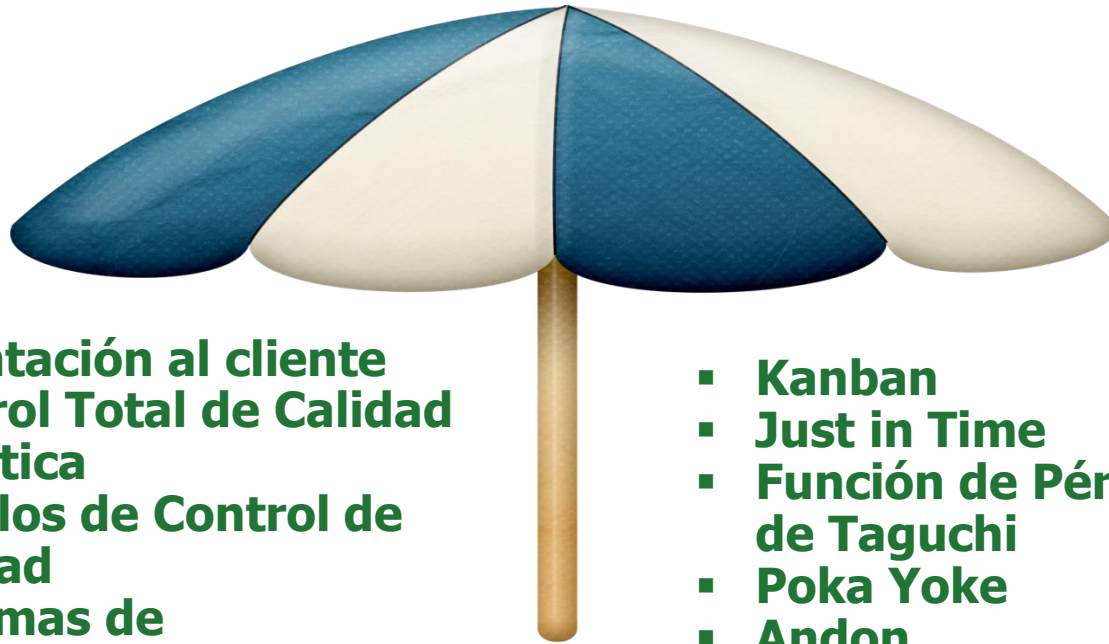 ntación al cliente
rol Total de Calidad
tica
los de Control de
ad
mas de
▪ Kanban
▪ Just in Time
▪ Función de Pér
de Taguchi
▪ Poka Yoke
▪ Andon